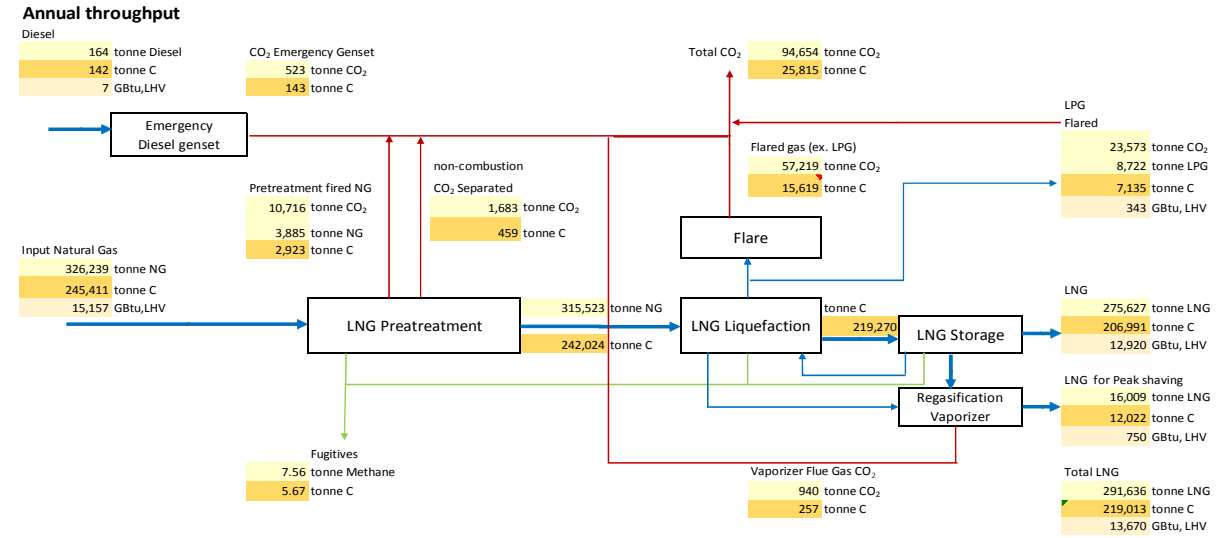 Annual throughput
Diesel
164 tonne Diesel
142 tonne C
7 GBtu,LHV
CO₂ Emergency Genset
523 tonne CO₂
143 tonne C
Total CO₂ 94,654 tonne CO₂
25,815 tonne C
Emergency
Diesel genset
LPG
Flared
23,573 tonne CO₂
8,722 tonne LPG
7,135 tonne C
343 GBtu, LHV
Flared gas (ex. LPG)
57,219 tonne CO₂
15,619 tonne C
non-combustion
CO₂ Separated
1,683 tonne CO₂
459 tonne C
Pretreatment fired NG
10,716 tonne CO₂
3,885 tonne NG
2,923 tonne C
Flare
Input Natural Gas
326,239 tonne NG
245,411 tonne C
15,157 GBtu,LHV
LNG Preatreatment
315,523 tonne NG
242,024 tonne C
LNG Liquefaction
tonne C
219,270
LNG Storage
LNG
275,627 tonne LNG
206,991 tonne C
12,920 GBtu, LHV
Regasification
Vaporizer
LNG for Peak shaving
16,009 tonne LNG
12,022 tonne C
750 GBtu, LHV
Fugitives
7.56 tonne Methane
5.67 tonne C
Vaporizer Flue Gas CO₂
940 tonne CO₂
257 tonne C
Total LNG
291,636 tonne LNG
219,013 tonne C
13,670 GBtu, LHV